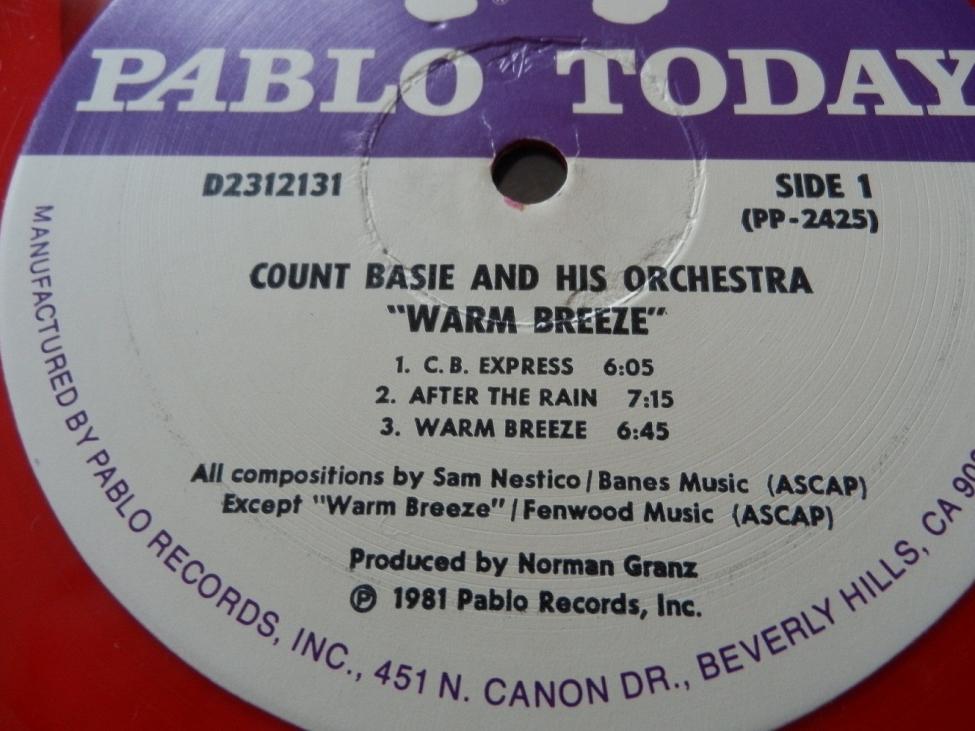 PABLO TODAY
D2312131
SIDE 1
(PP-2425)
COUNT BASIE AND HIS ORCHESTRA
"WARM BREEZE"
1. C.B. EXPRESS 6:05
2. AFTER THE RAIN 7:15
3. WARM BREEZE 6:45
All compositions by Sam Nestico/Banes Music (ASCAP)
Except "Warm Breeze"/Fenwood Music (ASCAP)
Produced by Norman Granz
℗ 1981 Pablo Records, Inc.
MANUFACTURED BY PABLO RECORDS, INC., 451 N. CANON DR., BEVERLY HILLS, CA